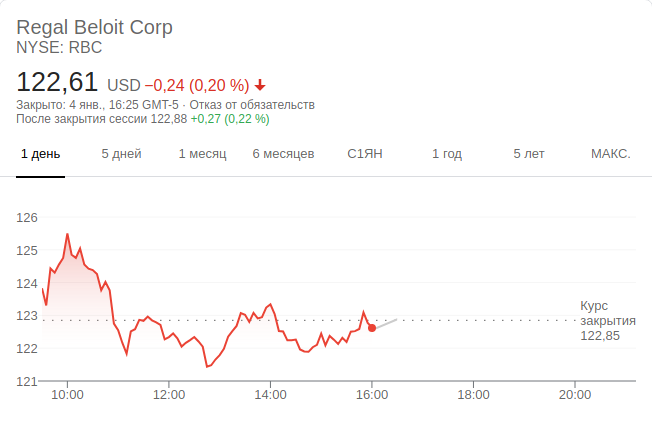 Regal Beloit Corp
NYSE: RBC
122,61 USD −0,24 (0,20 %)
Закрыто: 4 янв., 16:25 GMT-5 · Отказ от обязательств
После закрытия сессии 122,88 +0,27 (0,22 %)
1 день 5 дней 1 месяц 6 месяцев С1ЯН 1 год 5 лет МАКС.
126
125
124
123
122
121
Курс
закрытия
122,85
10:00 12:00 14:00 16:00 18:00 20:00